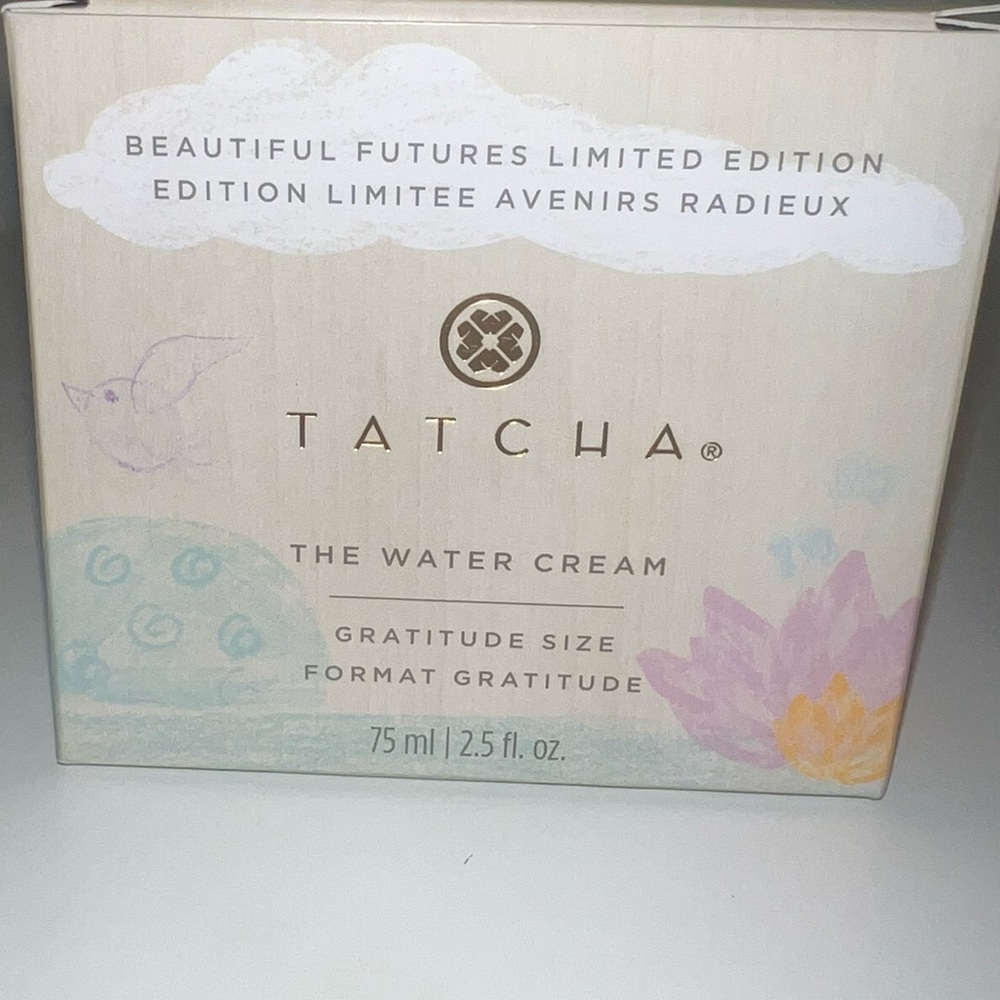 BEAUTIFUL FUTURES LIMITED EDITION
EDITION LIMITEE AVENIRS RADIEUX
TATCHA®
THE WATER CREAM
GRATITUDE SIZE
FORMAT GRATITUDE
75 ml | 2.5 fl. oz.